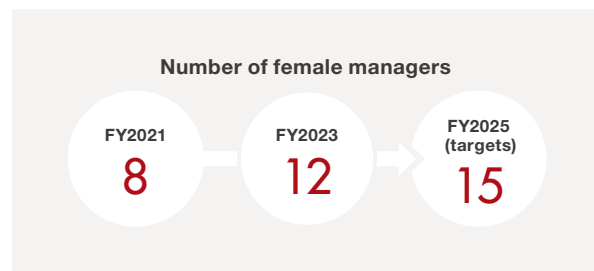 Number of female managers
FY2021
8
FY2023
12
FY2025
(targets)
15